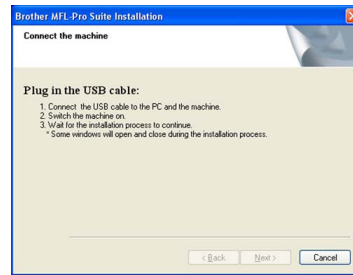 Brother MFL-Pro Suite Installation
Connect the machine
Plug in the USB cable:
1. Connect the USB cable to the PC and the machine.
2. Switch the machine on.
3. Wait for the installation process to continue.
* Some windows will open and close during the installation process.
< Back
Next >
Cancel